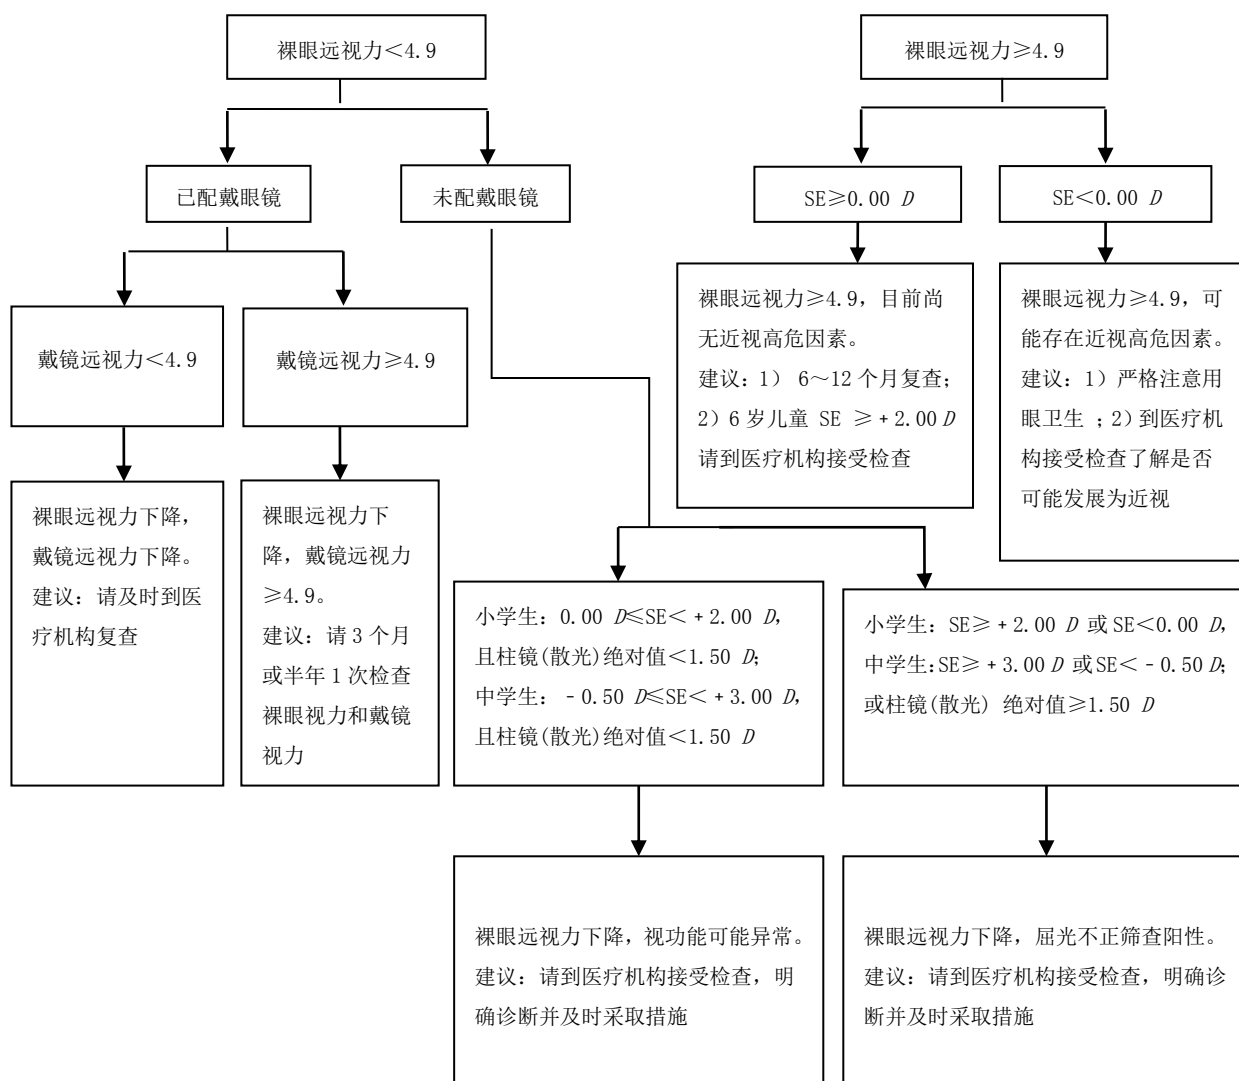 裸眼远视力＜4.9
裸眼远视力≥4.9
已配戴眼镜
未配戴眼镜
SE≥0.00 D
SE＜0.00 D
戴镜远视力＜4.9
戴镜远视力≥4.9
裸眼远视力≥4.9，目前尚
无近视高危因素。
建议：1） 6～12 个月复查；
2）6 岁儿童 SE ≥﹢2.00 D
请到医疗机构接受检查
裸眼远视力≥4.9，可
能存在近视高危因素。
建议：1）严格注意用
眼卫生 ；2）到医疗机
构接受检查了解是否
可能发展为近视
裸眼远视力下降，
戴镜远视力下降。
建议：请及时到医
疗机构复查
裸眼远视力下
降，戴镜远视力
≥4.9。
建议：请 3 个月
或半年 1 次检查
裸眼视力和戴镜
视力
小学生：0.00 D≤SE＜﹢2.00 D，
且柱镜(散光)绝对值＜1.50 D；
中学生：﹣0.50 D≤SE＜﹢3.00 D，
且柱镜(散光)绝对值＜1.50 D
小学生：SE≥﹢2.00 D 或 SE＜0.00 D，
中学生：SE≥﹢3.00 D 或 SE＜﹣0.50 D；
或柱镜(散光) 绝对值≥1.50 D
裸眼远视力下降，视功能可能异常。
建议：请到医疗机构接受检查，明
确诊断并及时采取措施
裸眼远视力下降，屈光不正筛查阳性。
建议：请到医疗机构接受检查，明确诊
断并及时采取措施